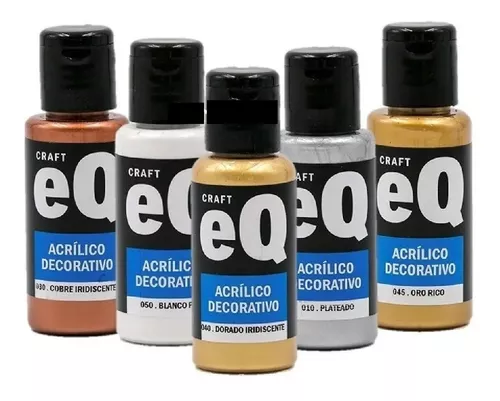 CRAFT
eQ
ACRÍLICO
DECORATIVO
030 . COBRE IRIDISCENTE
CRAFT
eQ
ACRÍLICO
DECORATIVO
050 . BLANCO
CRAFT
eQ
ACRÍLICO
DECORATIVO
040 . DORADO IRIDISCENTE
CRAFT
eQ
ACRÍLICO
DECORATIVO
010 . PLATEADO
CRAFT
eQ
ACRÍLICO
DECORATIVO
045 . ORO RICO